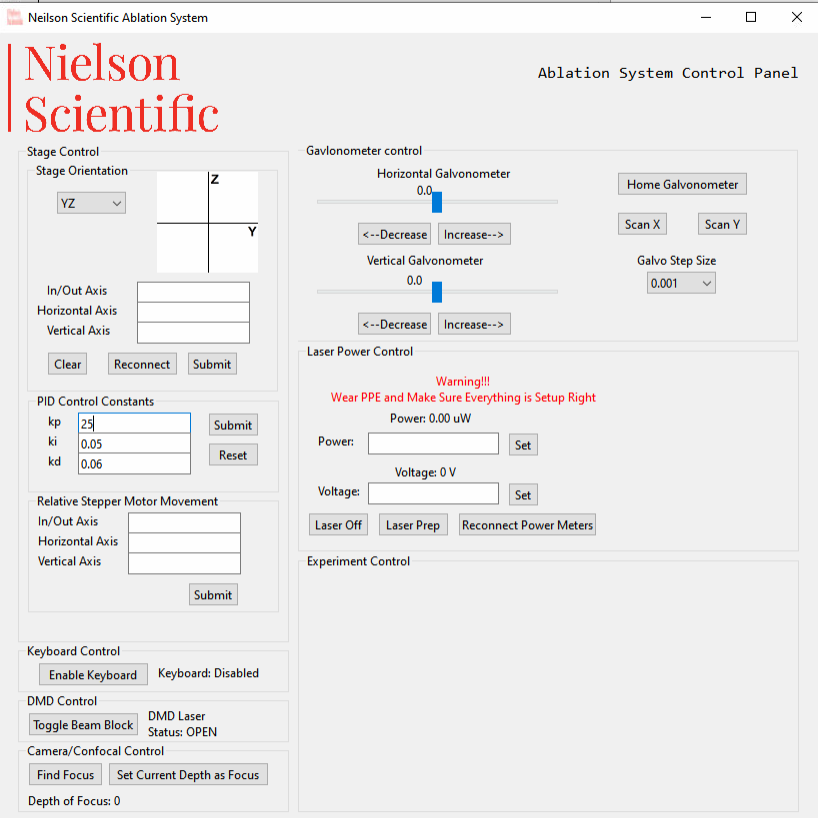 Neilson Scientific Ablation System
Nielson
Scientific
Ablation System Control Panel
Stage Control
Stage Orientation
YZ
Z
Y
In/Out Axis
Horizontal Axis
Vertical Axis
Clear Reconnect Submit
PID Control Constants
kp 25 Submit
ki 0.05
kd 0.06 Reset
Relative Stepper Motor Movement
In/Out Axis
Horizontal Axis
Vertical Axis
Submit
Keyboard Control
Enable Keyboard Keyboard: Disabled
DMD Control
Toggle Beam Block DMD Laser
Status: OPEN
Camera/Confocal Control
Find Focus Set Current Depth as Focus
Depth of Focus: 0
Gavlonometer control
Horizontal Galvonometer
0.0
<--Decrease Increase-->
Vertical Galvonometer
0.0
<--Decrease Increase-->
Home Galvonometer
Scan X Scan Y
Galvo Step Size
0.001
Laser Power Control
Warning!!!
Wear PPE and Make Sure Everything is Setup Right
Power: 0.00 uW
Power: Set
Voltage: 0 V
Voltage: Set
Laser Off Laser Prep Reconnect Power Meters
Experiment Control